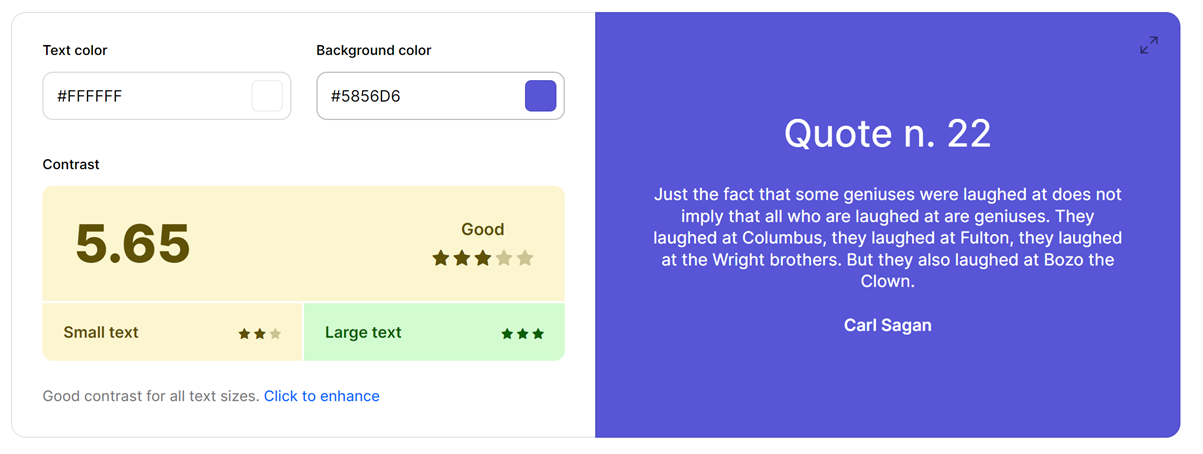 Text color
Background color
#FFFFFF
#5856D6
Contrast
5.65
Good
Small text
Large text
Good contrast for all text sizes. Click to enhance
Quote n. 22
Just the fact that some geniuses were laughed at does not
imply that all who are laughed at are geniuses. They
laughed at Columbus, they laughed at Fulton, they laughed
at the Wright brothers. But they also laughed at Bozo the
Clown.
Carl Sagan